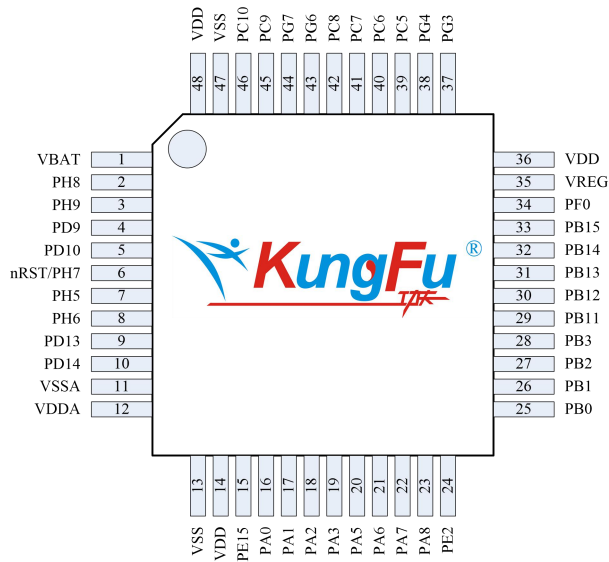 VDD VSS PC10 PC9 PG7 PG6 PC8 PC7 PC6 PC5 PG4 PG3
48 47 46 45 44 43 42 41 40 39 38 37
VBAT 1
PH8 2
PH9 3
PD9 4
PD10 5
nRST/PH7 6
PH5 7
PH6 8
PD13 9
PD14 10
VSSA 11
VDDA 12
KungFu ®
36 VDD
35 VREG
34 PF0
33 PB15
32 PB14
31 PB13
30 PB12
29 PB11
28 PB3
27 PB2
26 PB1
25 PB0
13 14 15 16 17 18 19 20 21 22 23 24
VSS VDD PE15 PA0 PA1 PA2 PA3 PA5 PA6 PA7 PA8 PE2